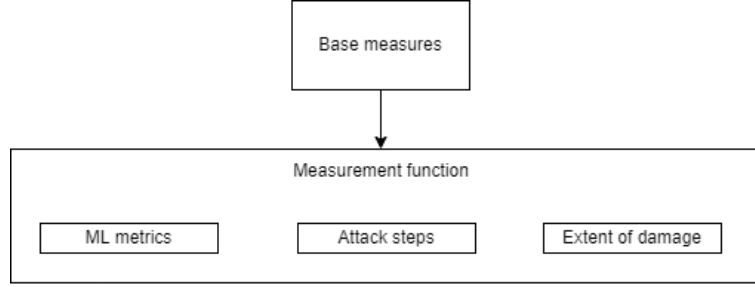 Base measures
Measurement function
ML metrics
Attack steps
Extent of damage